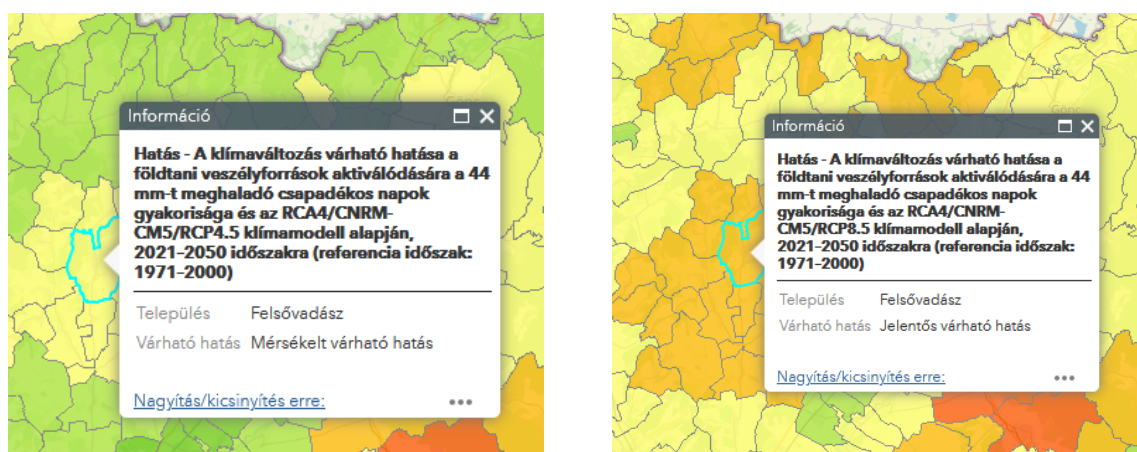 Információ
Hatás - A klímaváltozás várható hatása a
földtani veszélyforrások aktiválódására a 44
mm-t meghaladó csapadékos napok
gyakorisága és az RCA4/CNRM-
CM5/RCP4.5 klímamodell alapján,
2021-2050 időszakra (referencia időszak:
1971-2000)
Település Felsővadász
Várható hatás Mérsékelt várható hatás
Nagyítás/kicsinyítés erre:
Információ
Hatás - A klímaváltozás várható hatása a
földtani veszélyforrások aktiválódására a 44
mm-t meghaladó csapadékos napok
gyakorisága és az RCA4/CNRM-
CM5/RCP8.5 klímamodell alapján,
2021-2050 időszakra (referencia időszak:
1971-2000)
Település Felsővadász
Várható hatás Jelentős várható hatás
Nagyítás/kicsinyítés erre: